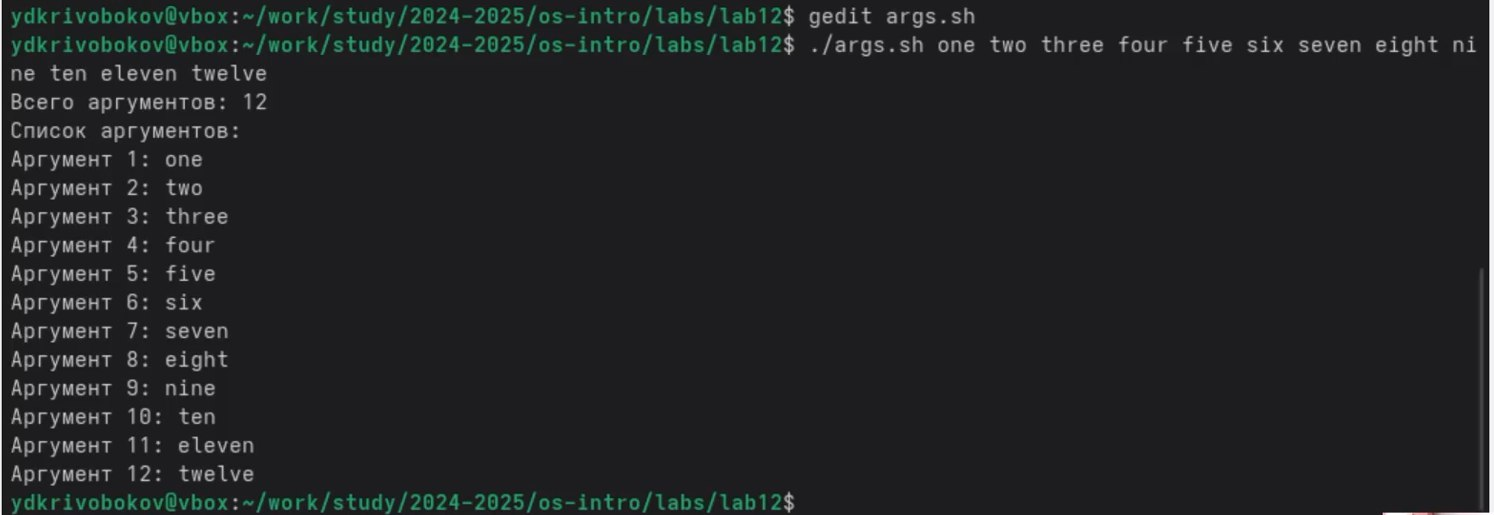 ydkrivobokov@vbox:~/work/study/2024-2025/os-intro/labs/lab12$ gedit args.sh
ydkrivobokov@vbox:~/work/study/2024-2025/os-intro/labs/lab12$ ./args.sh one two three four five six seven eight ni
ne ten eleven twelve
Всего аргументов: 12
Список аргументов:
Аргумент 1: one
Аргумент 2: two
Аргумент 3: three
Аргумент 4: four
Аргумент 5: five
Аргумент 6: six
Аргумент 7: seven
Аргумент 8: eight
Аргумент 9: nine
Аргумент 10: ten
Аргумент 11: eleven
Аргумент 12: twelve
ydkrivobokov@vbox:~/work/study/2024-2025/os-intro/labs/lab12$